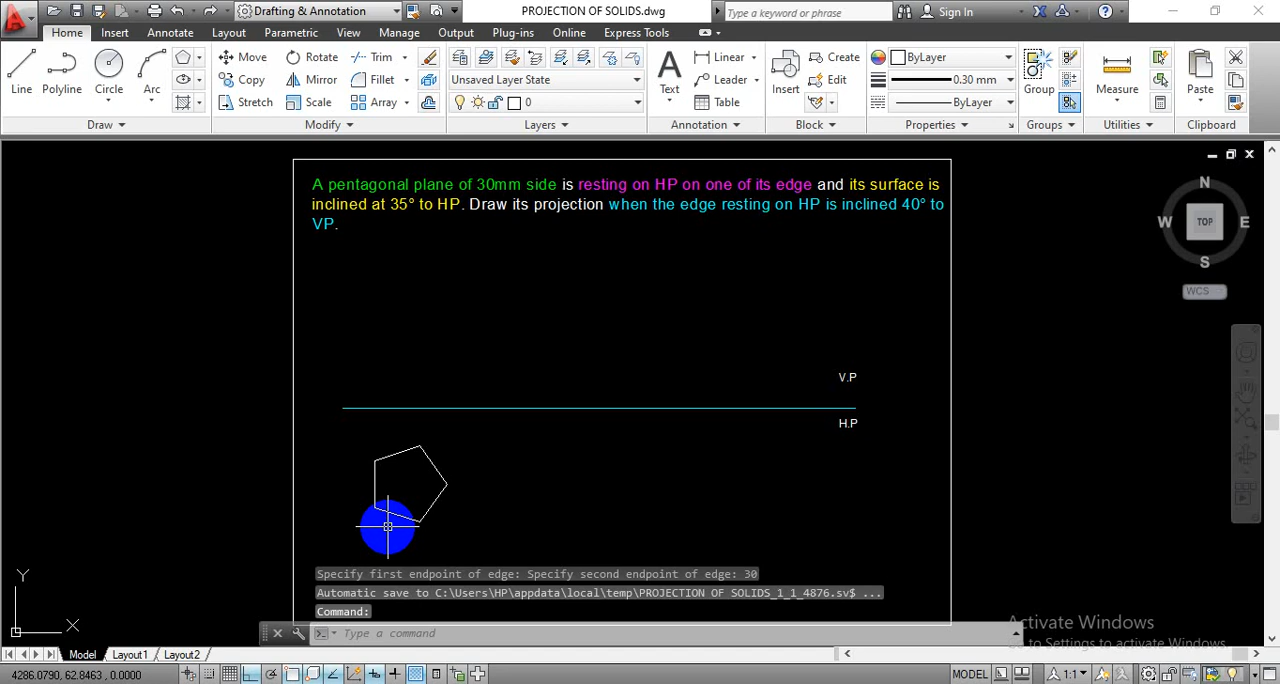 Drafting & Annotation
PROJECTION OF SOLIDS.dwg
Type a keyword or phrase
Sign In
Home Insert Annotate Layout Parametric View Manage Output Plug-ins Online Express Tools
Line Polyline Circle Arc
Draw
Move Rotate Trim
Copy Mirror Fillet
Stretch Scale Array
Modify
Unsaved Layer State
0
Layers
Text
Linear
Leader
Table
Annotation
Insert
Create
Edit
Block
ByLayer
0.30 mm
ByLayer
Properties
Group
Groups
Measure
Utilities
Paste
Clipboard
A pentagonal plane of 30mm side is resting on HP on one of its edge and its surface is
inclined at 35° to HP. Draw its projection when the edge resting on HP is inclined 40° to
VP.
N
W TOP E
S
WCS
V.P
H.P
Y
X
Specify first endpoint of edge: Specify second endpoint of edge: 30
Automatic save to C:\Users\HP\appdata\local\temp\PROJECTION OF SOLIDS_1_1_4876.sv$ ...
Command:
Type a command
Activate Windows
Go to Settings to activate Windows.
Model Layout1 Layout2
4286.0790, 62.8463, 0.0000
MODEL
1:1